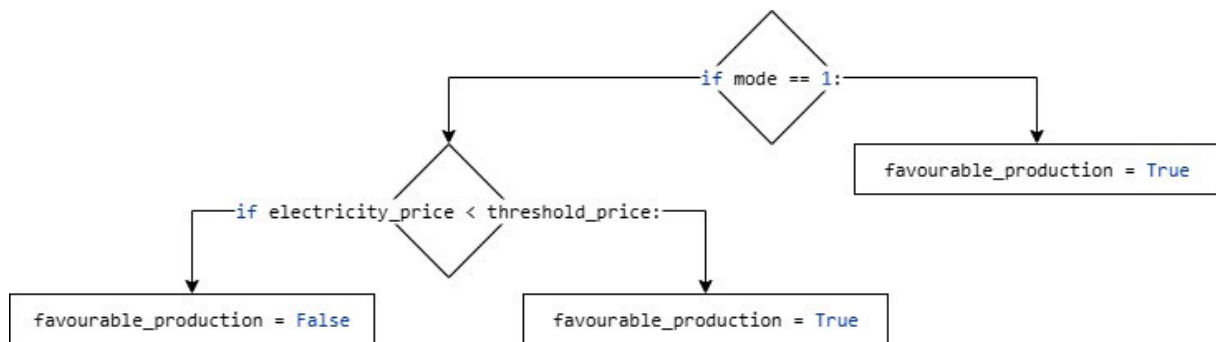 if mode == 1:
favourable_production = True
if electricity_price < threshold_price:
favourable_production = False
favourable_production = True